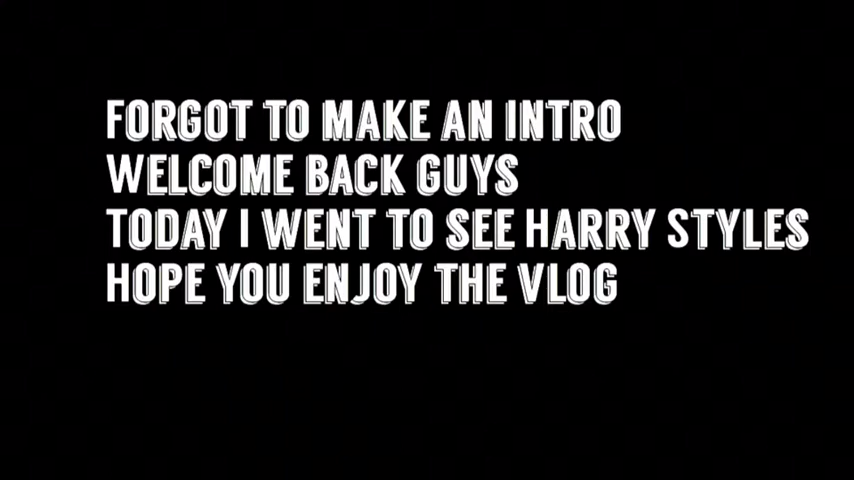 FORGOT TO MAKE AN INTRO
WELCOME BACK GUYS
TODAY I WENT TO SEE HARRY STYLES
HOPE YOU ENJOY THE VLOG